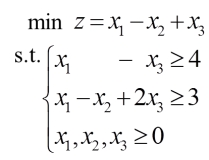 min z = x₁ − x₂ + x₃
s.t. { x₁ − x₃ ≥ 4
x₁ − x₂ + 2x₃ ≥ 3
x₁, x₂, x₃ ≥ 0